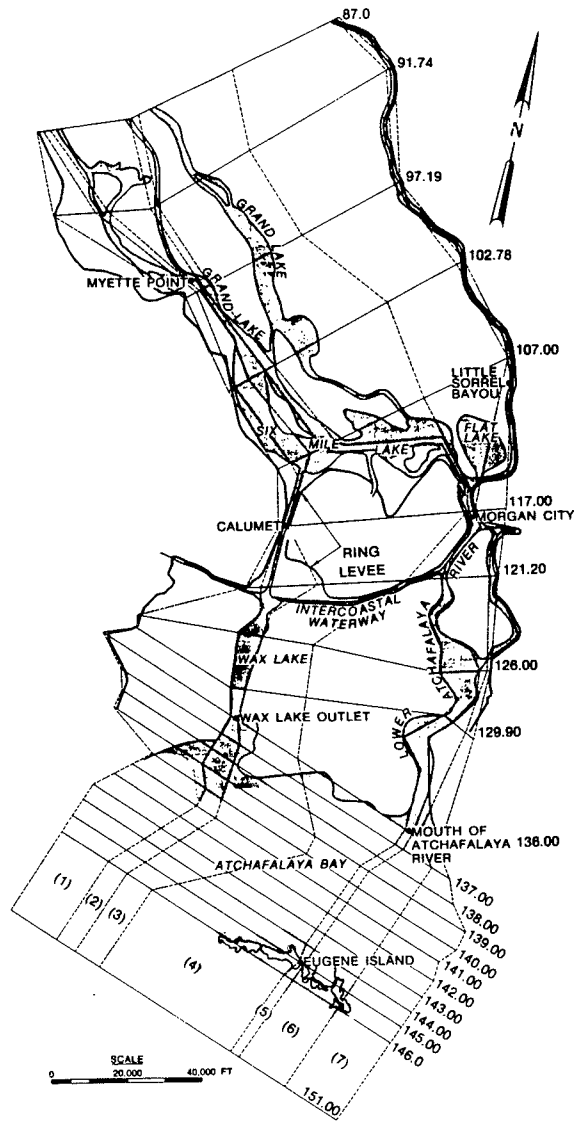 87.0
91.74
N
97.19
GRAND LAKE
102.78
MYETTE POINT
GRAND LAKE
107.00
LITTLE
SORREL
BAYOU
FLAT
LAKE
SIX MILE LAKE
117.00
MORGAN CITY
CALUMET
RING
LEVEE
RIVER
121.20
INTERCOASTAL
WATERWAY
ATCHAFALAYA
WAX LAKE
126.00
WAX LAKE OUTLET
LOWER
129.90
MOUTH OF
ATCHAFALAYA 136.00
RIVER
ATCHAFALAYA BAY
137.00
138.00
139.00
140.00
141.00
142.00
143.00
144.00
145.00
146.0
(1)
(2)
(3)
(4)
EUGENE ISLAND
(5)
(6)
(7)
151.00
SCALE
0 20,000 40,000 FT